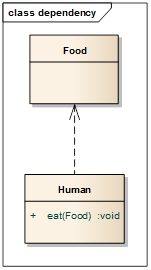 class dependency
Food
Human
+ eat(Food) :void